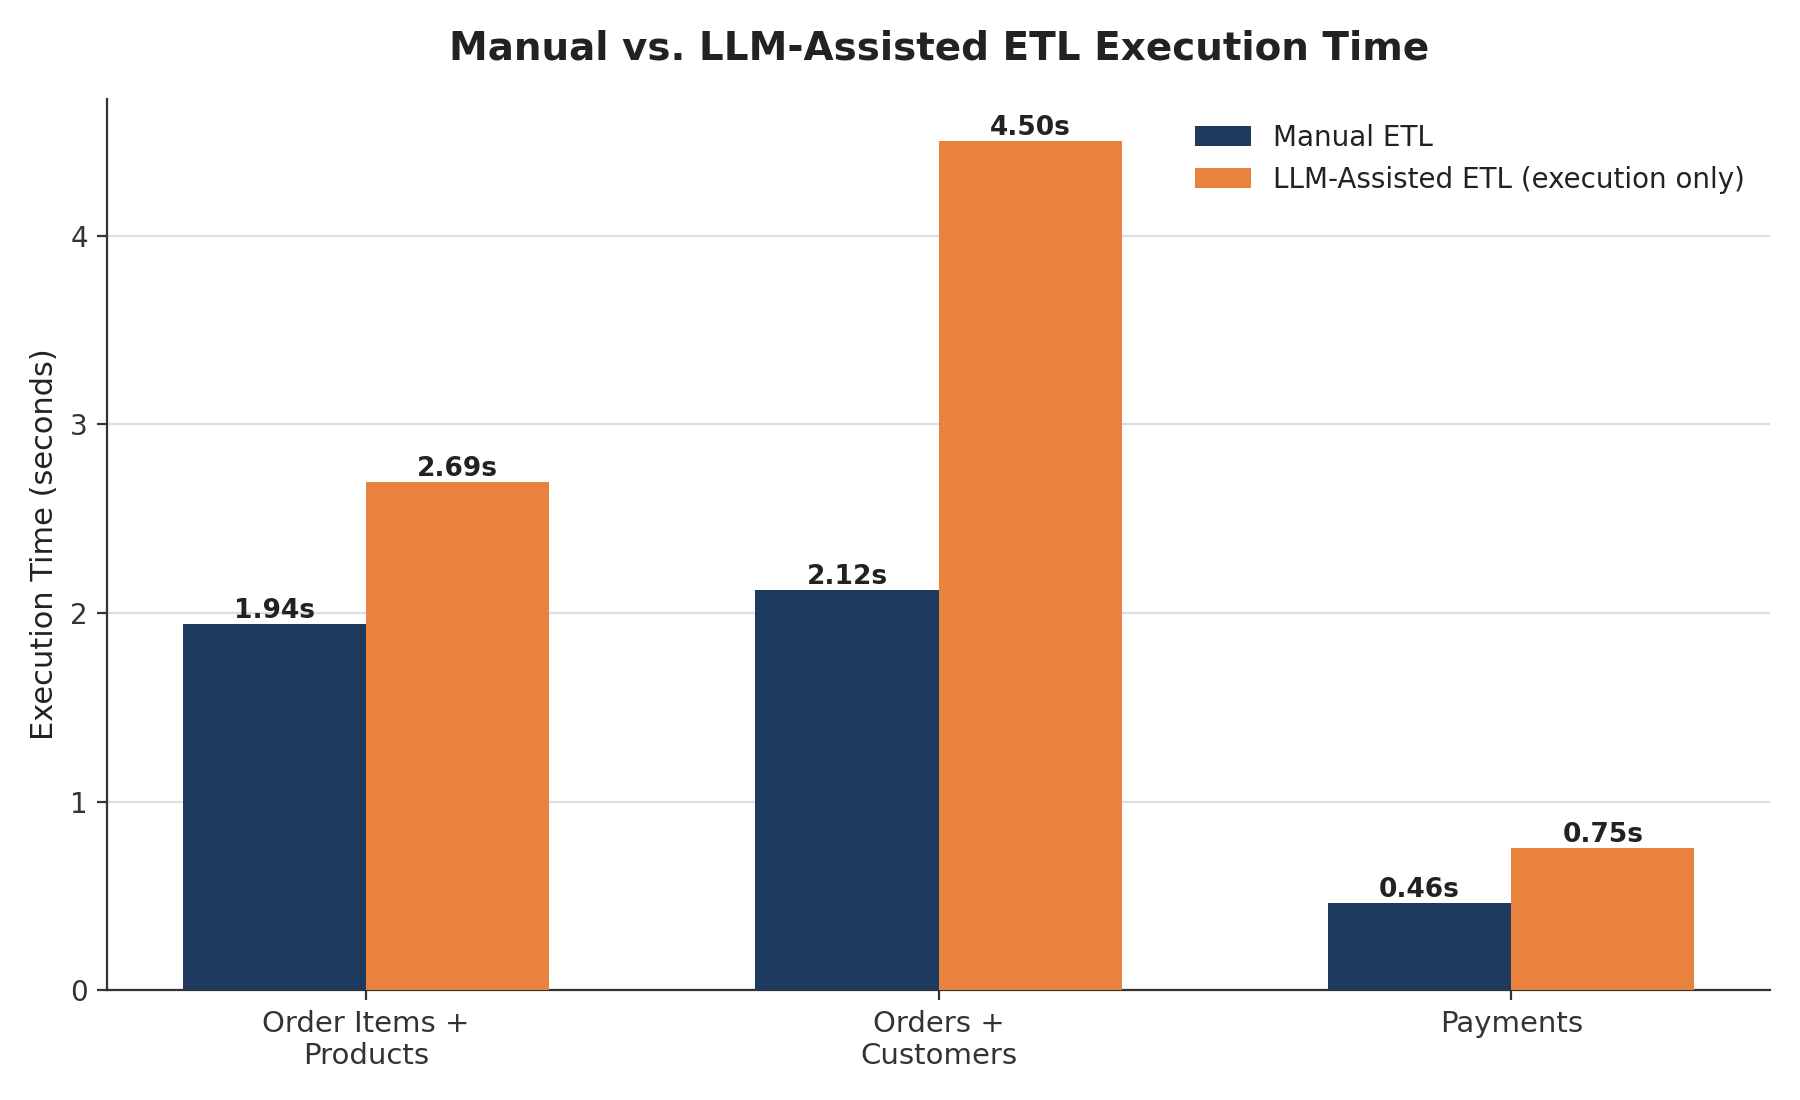 Manual vs. LLM-Assisted ETL Execution Time
Manual ETL
LLM-Assisted ETL (execution only)
Execution Time (seconds)
4
3
2
1
0
1.94s
2.69s
2.12s
4.50s
0.46s
0.75s
Order Items +
Products
Orders +
Customers
Payments